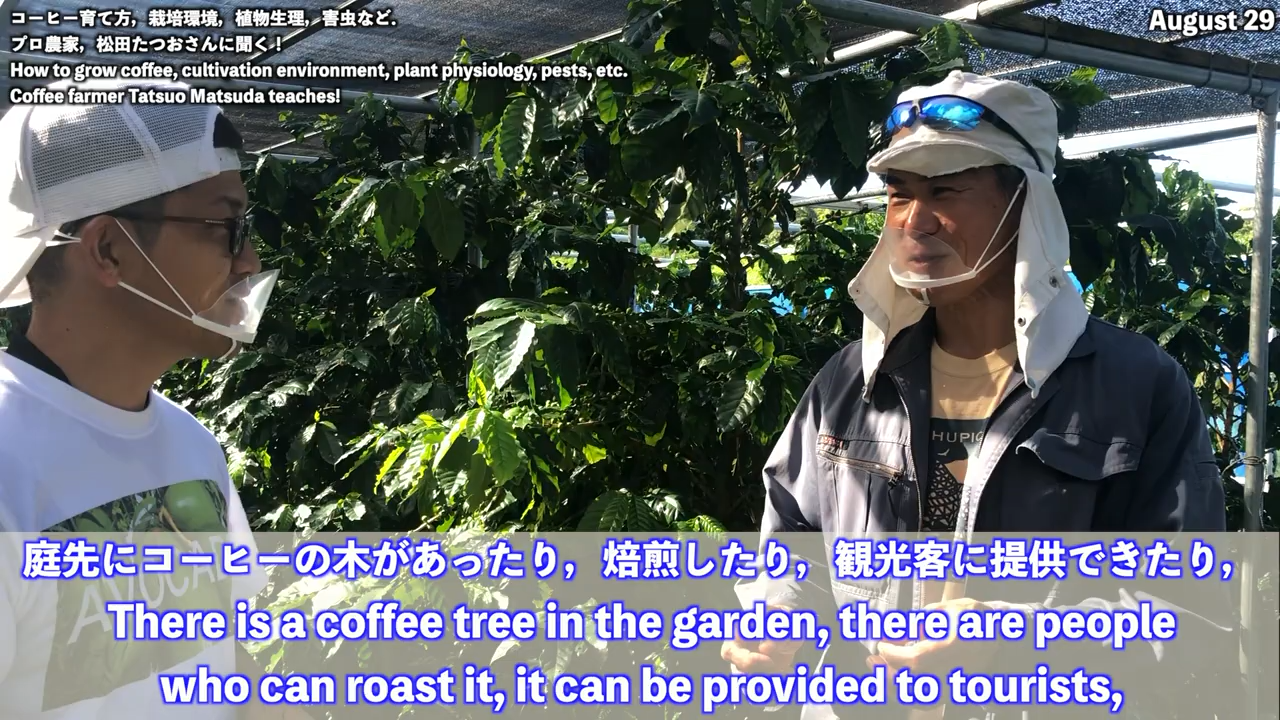 コーヒー育て方，栽培環境，植物生理，害虫など．
プロ農家，松田たつおさんに聞く！
How to grow coffee, cultivation environment, plant physiology, pests, etc.
Coffee farmer Tatsuo Matsuda teaches!
August 29
HUPIC
AVOCAD
庭先にコーヒーの木があったり，焙煎したり，観光客に提供できたり，
There is a coffee tree in the garden, there are people
who can roast it, it can be provided to tourists,